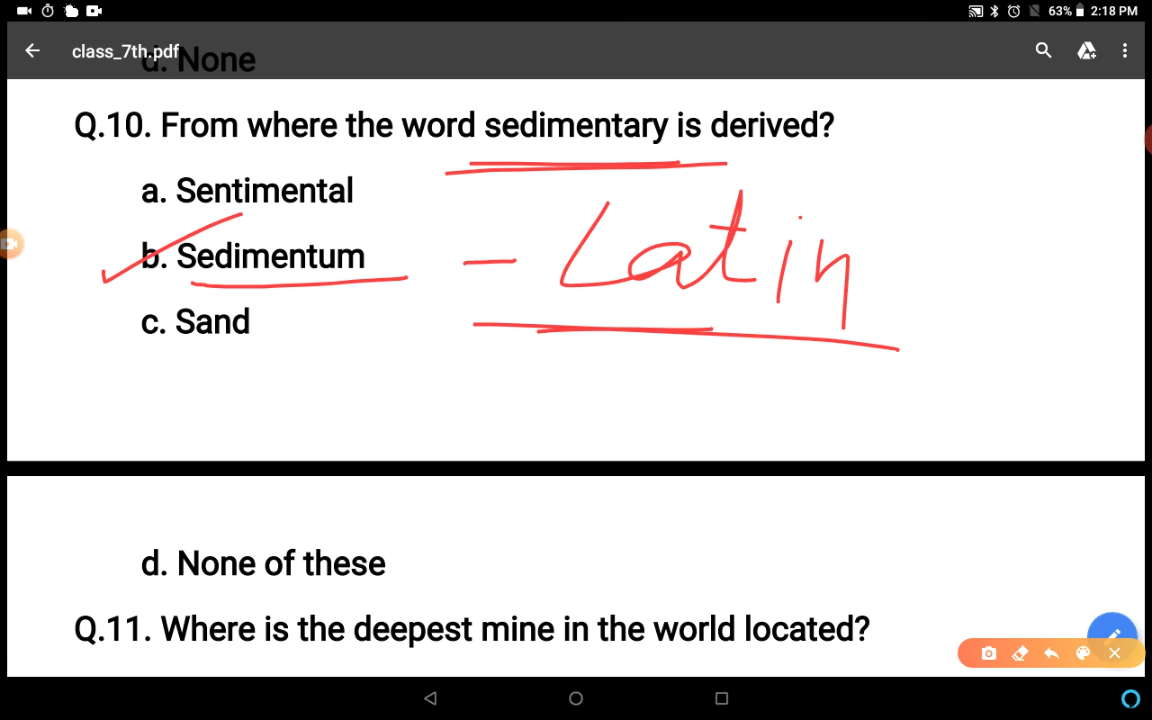 63% 2:18 PM
class_7th.pdf
d. None
Q.10. From where the word sedimentary is derived?
a. Sentimental
b. Sedimentum - Latin
c. Sand
d. None of these
Q.11. Where is the deepest mine in the world located?